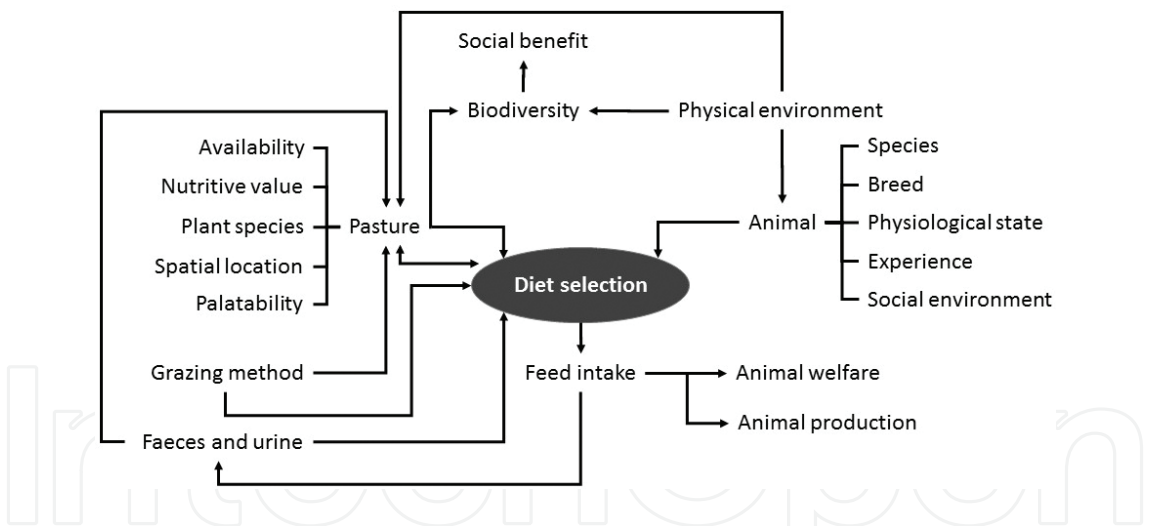 Social benefit
Biodiversity
Physical environment
Availability
Nutritive value
Plant species
Spatial location
Palatability
Pasture
Animal
Species
Breed
Physiological state
Experience
Social environment
Diet selection
Grazing method
Feed intake
Animal welfare
Animal production
Faeces and urine
IntechOpen